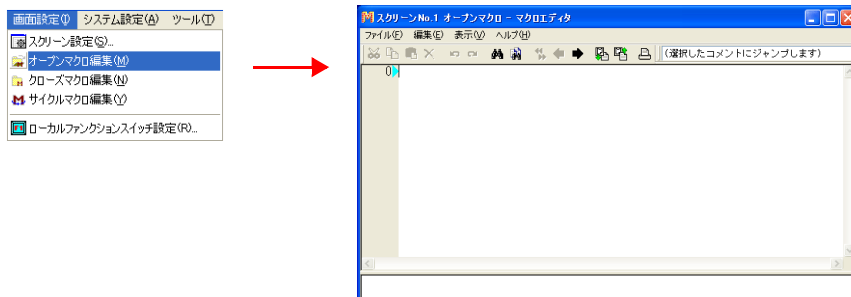 画面設定(I) システム設定(A) ツール(T)
スクリーン設定(S)...
オープンマクロ編集(M)
クローズマクロ編集(N)
サイクルマクロ編集(Y)
ローカルファンクションスイッチ設定(R)...
スクリーンNo.1 オープンマクロ - マクロエディタ
ファイル(F) 編集(E) 表示(V) ヘルプ(H)
(選択したコメントにジャンプします)
0